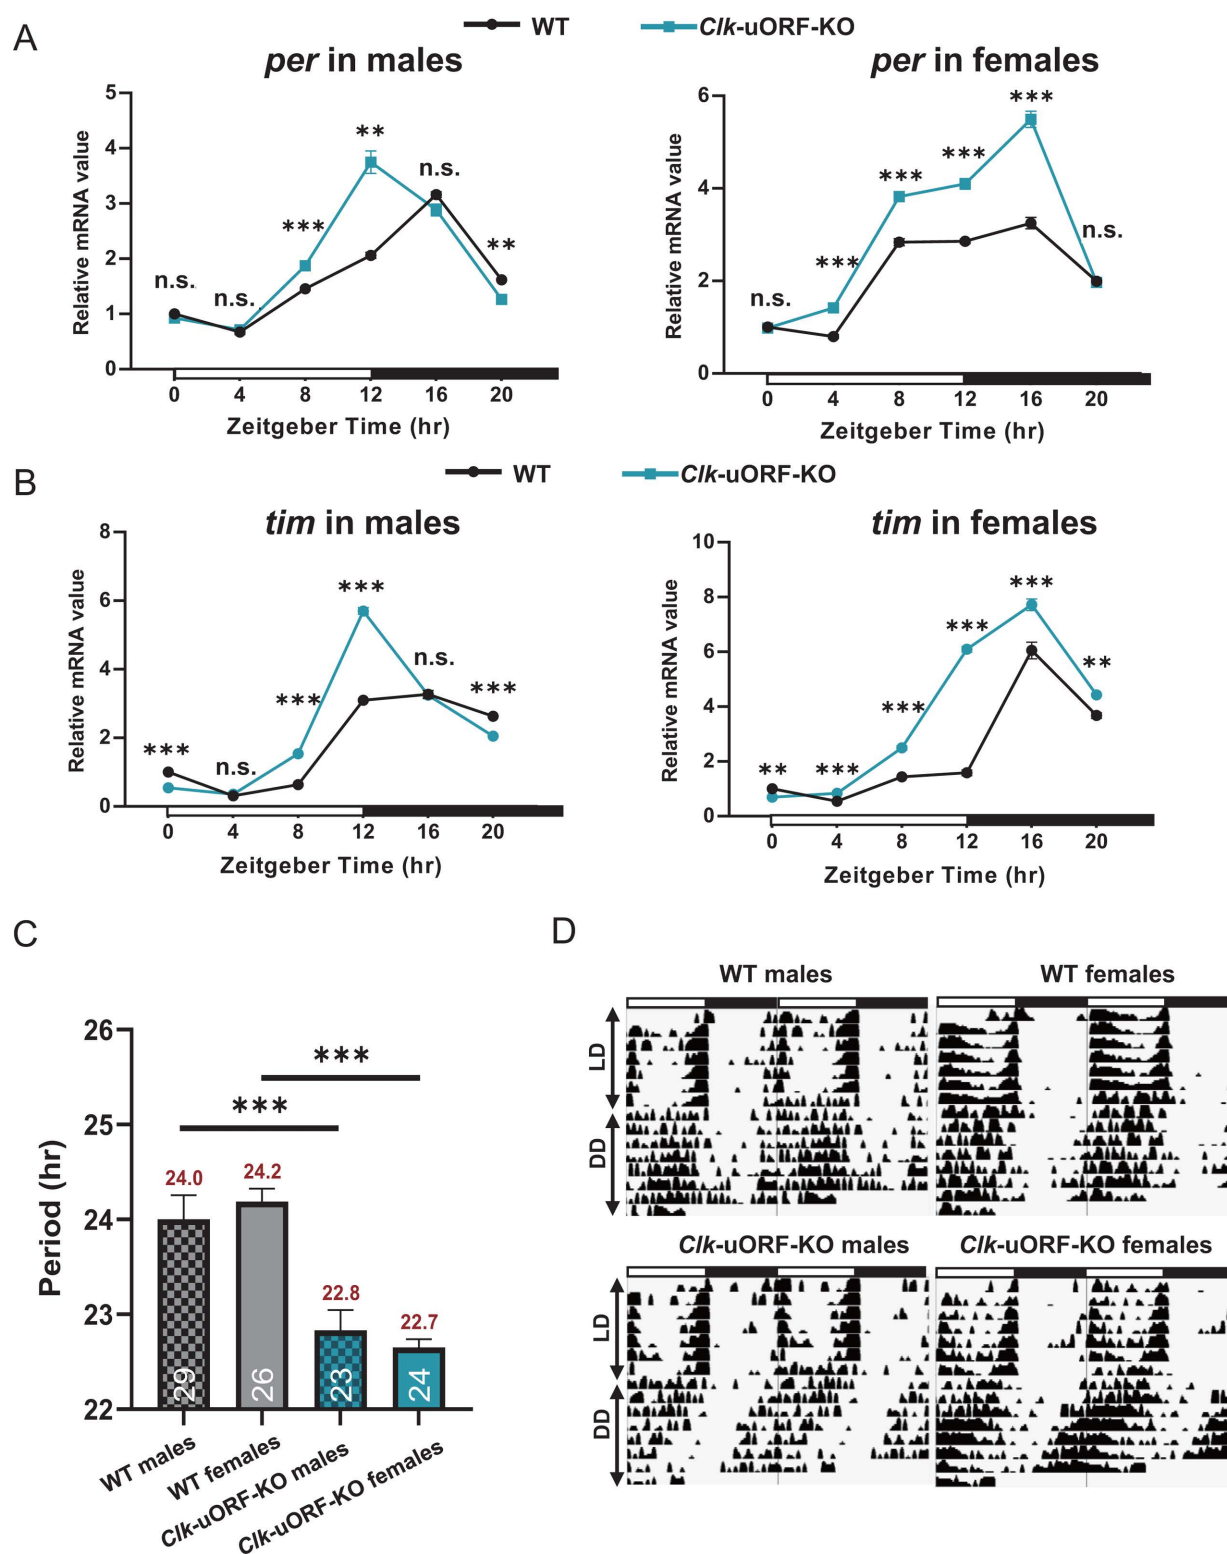 A
WT
Clk-uORF-KO
per in males
per in females
Relative mRNA value
5
4
3
2
1
0
n.s.
n.s.
***
**
n.s.
**
0 4 8 12 16 20
Zeitgeber Time (hr)
Relative mRNA value
6
4
2
0
n.s.
***
***
***
***
n.s.
0 4 8 12 16 20
Zeitgeber Time (hr)
B
WT
Clk-uORF-KO
tim in males
tim in females
Relative mRNA value
8
6
4
2
0
***
n.s.
***
***
n.s.
***
0 4 8 12 16 20
Zeitgeber Time (hr)
Relative mRNA value
10
8
6
4
2
0
**
***
***
***
***
**
0 4 8 12 16 20
Zeitgeber Time (hr)
C
Period (hr)
26
25
24
23
22
***
***
24.0
24.2
22.8
22.7
29
26
23
24
WT males
WT females
Clk-uORF-KO males
Clk-uORF-KO females
D
WT males
WT females
LD
DD
Clk-uORF-KO males
Clk-uORF-KO females
LD
DD